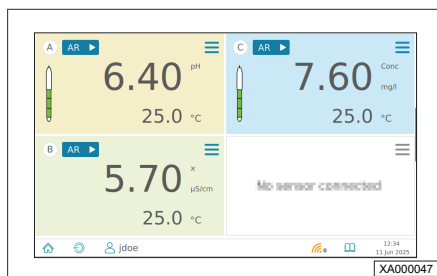 A AR
6.40 pH
25.0 °C
C AR
7.60 Conc mg/l
25.0 °C
B AR
5.70 x µS/cm
25.0 °C
No sensor connected
jdoe
0
12:34
11 Jun 2025
XA000047